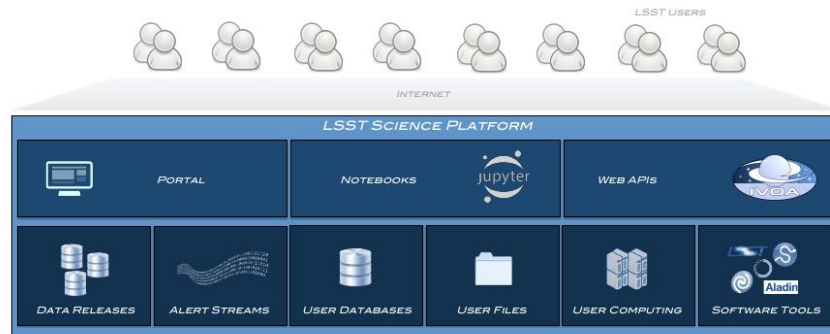 LSST Users
Internet
LSST Science Platform
Portal
Notebooks
jupyter
Web APIs
IVOA
Data Releases
Alert Streams
User Databases
User Files
User Computing
Software Tools
LSST
S
Aladin